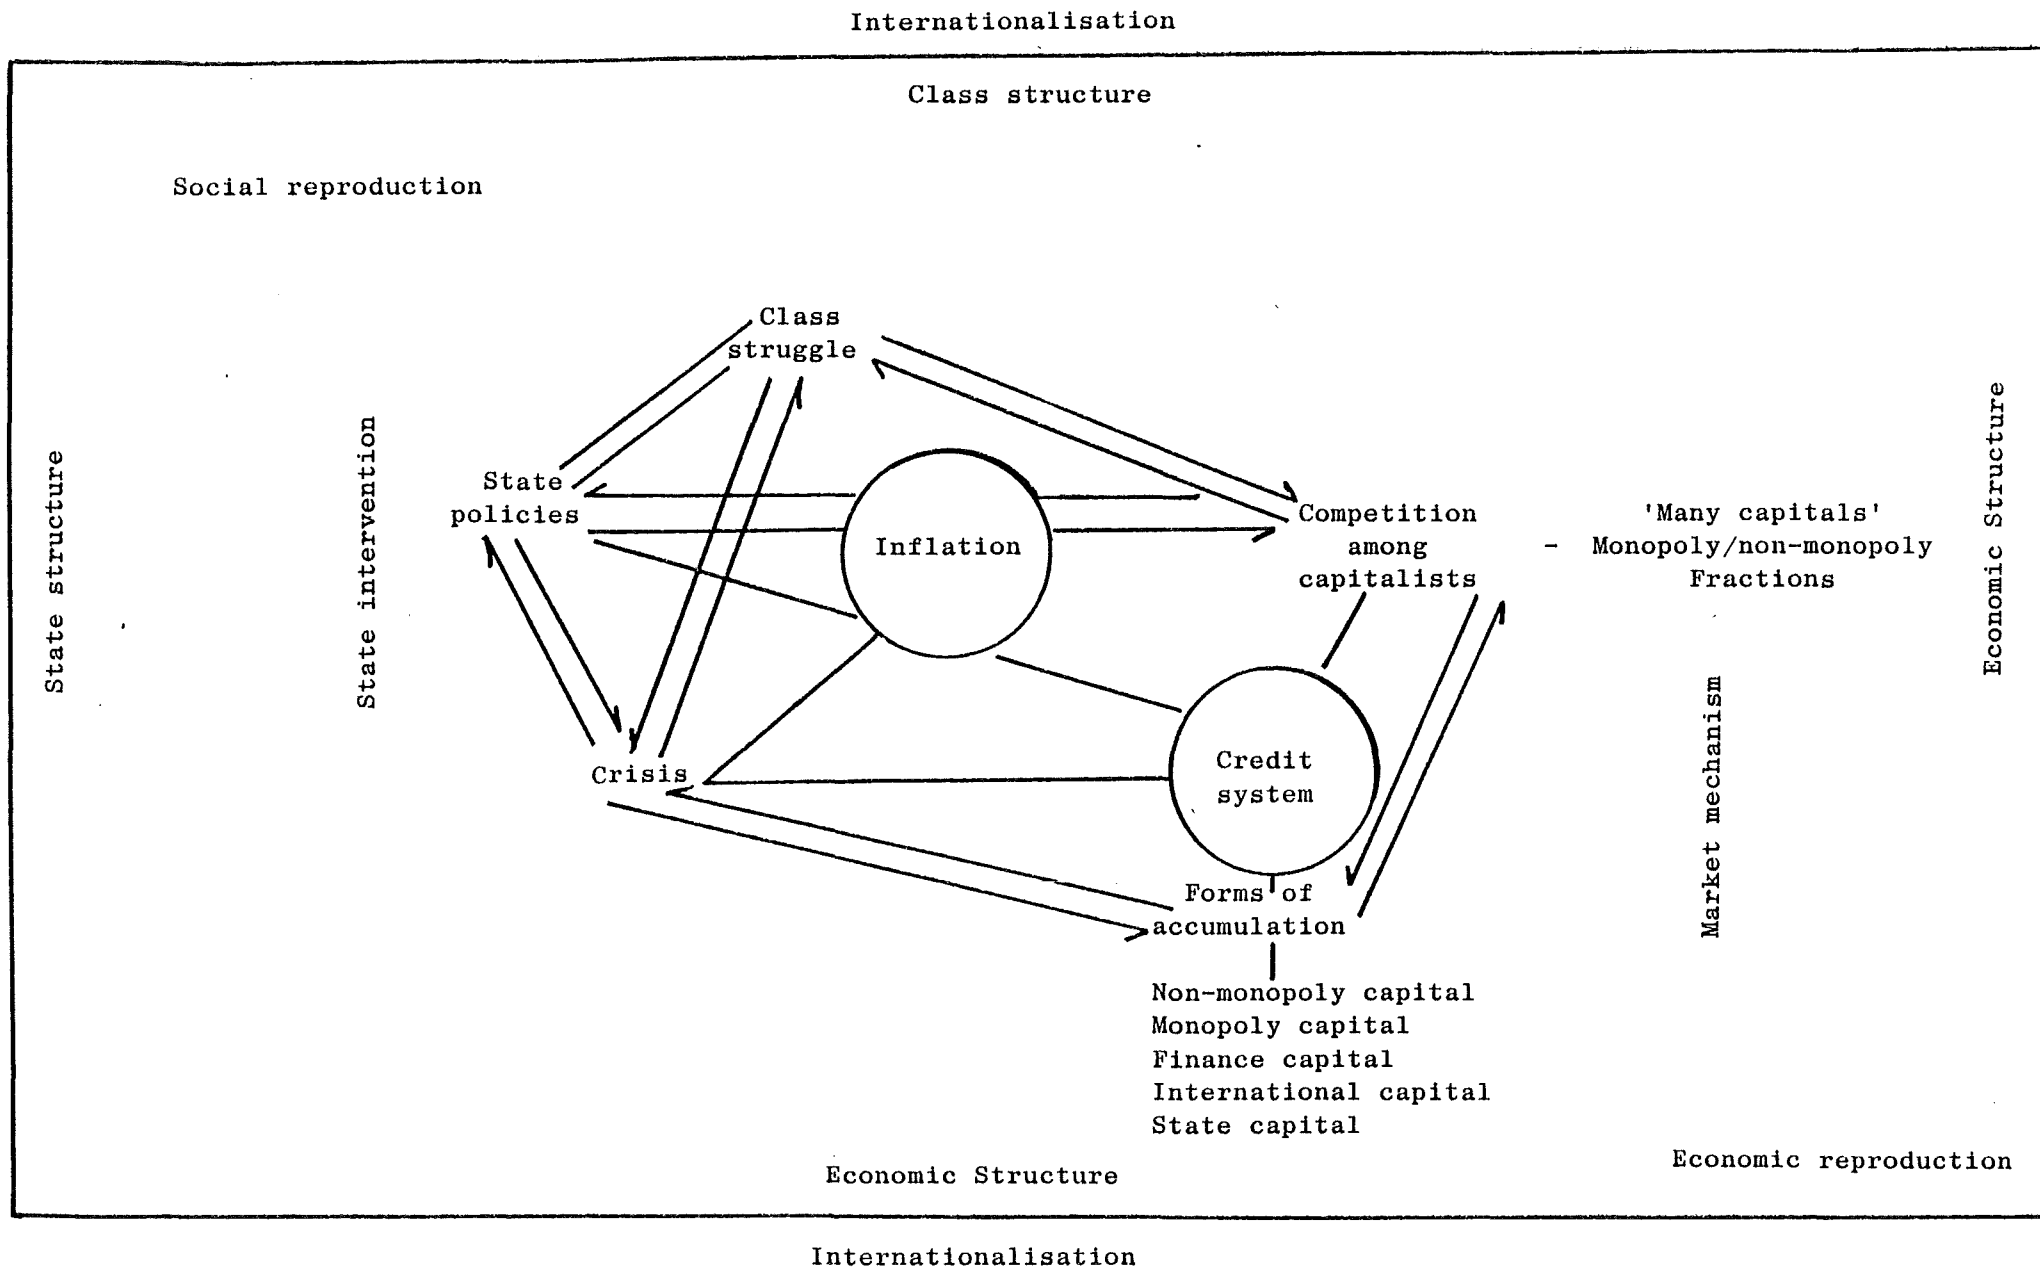 Internationalisation
Class structure
Social reproduction
Class
struggle
State structure
State intervention
State
policies
Inflation
Competition
among
capitalists
'Many capitals'
- Monopoly/non-monopoly
Fractions
Economic Structure
Market mechanism
Crisis
Credit
system
Forms of
accumulation
Non-monopoly capital
Monopoly capital
Finance capital
International capital
State capital
Economic reproduction
Economic Structure
Internationalisation